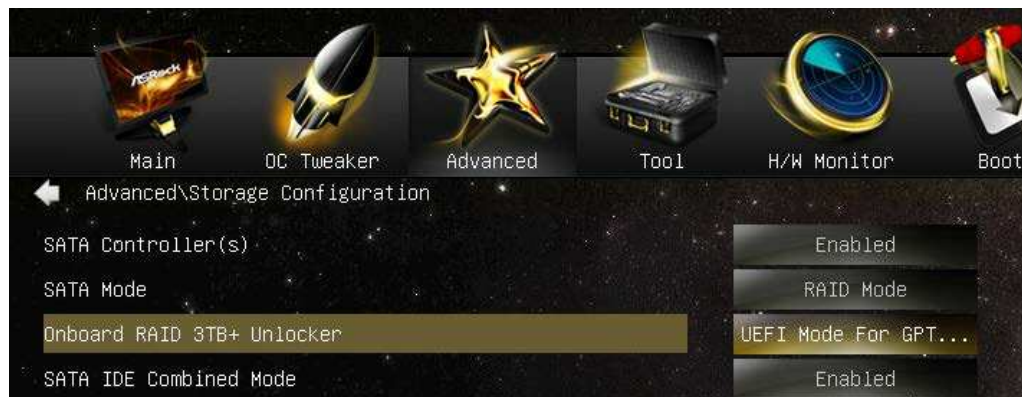 ASRock
Main OC Tweaker Advanced Tool H/W Monitor Boot
Advanced\Storage Configuration
SATA Controller(s) Enabled
SATA Mode RAID Mode
Onboard RAID 3TB+ Unlocker UEFI Mode For GPT...
SATA IDE Combined Mode Enabled